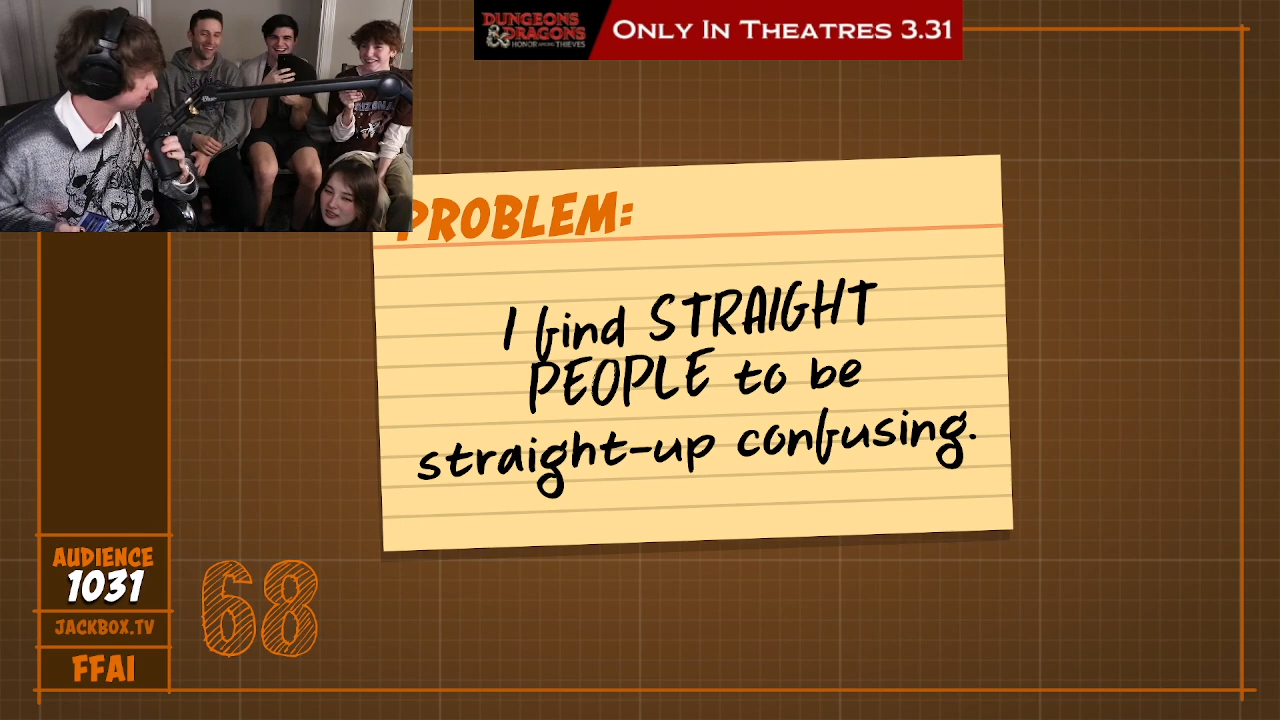 DUNGEONS
& DRAGONS
HONOR AMONG THIEVES
ONLY IN THEATRES 3.31
PROBLEM:
I find STRAIGHT
PEOPLE to be
straight-up confusing.
AUDIENCE
1031
JACKBOX.TV
FFAI
68